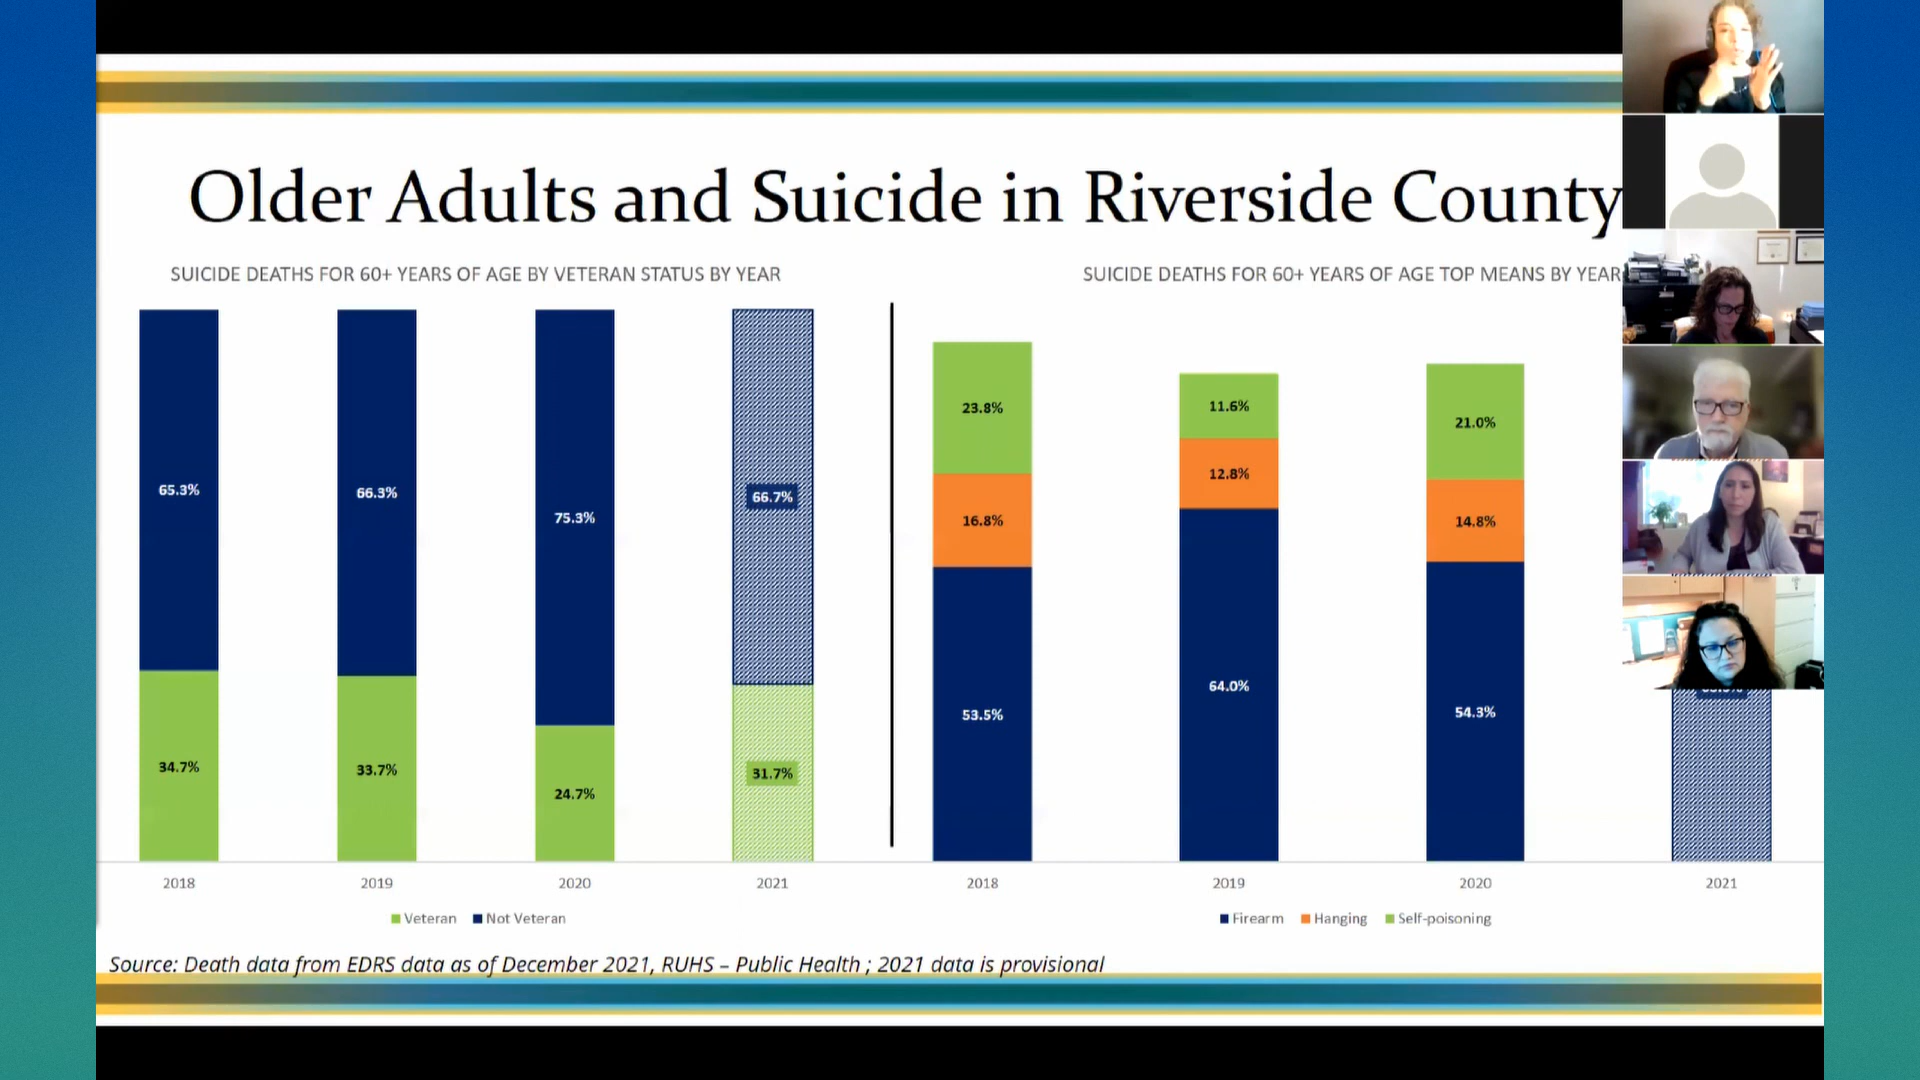 Older Adults and Suicide in Riverside County
SUICIDE DEATHS FOR 60+ YEARS OF AGE BY VETERAN STATUS BY YEAR
65.3%
66.3%
75.3%
66.7%
34.7%
33.7%
24.7%
31.7%
2018
2019
2020
2021
Veteran
Not Veteran
SUICIDE DEATHS FOR 60+ YEARS OF AGE TOP MEANS BY YEAR
23.8%
11.6%
21.0%
16.8%
12.8%
14.8%
53.5%
64.0%
54.3%
2018
2019
2020
2021
Firearm
Hanging
Self-poisoning
Source: Death data from EDRS data as of December 2021, RUHS – Public Health ; 2021 data is provisional